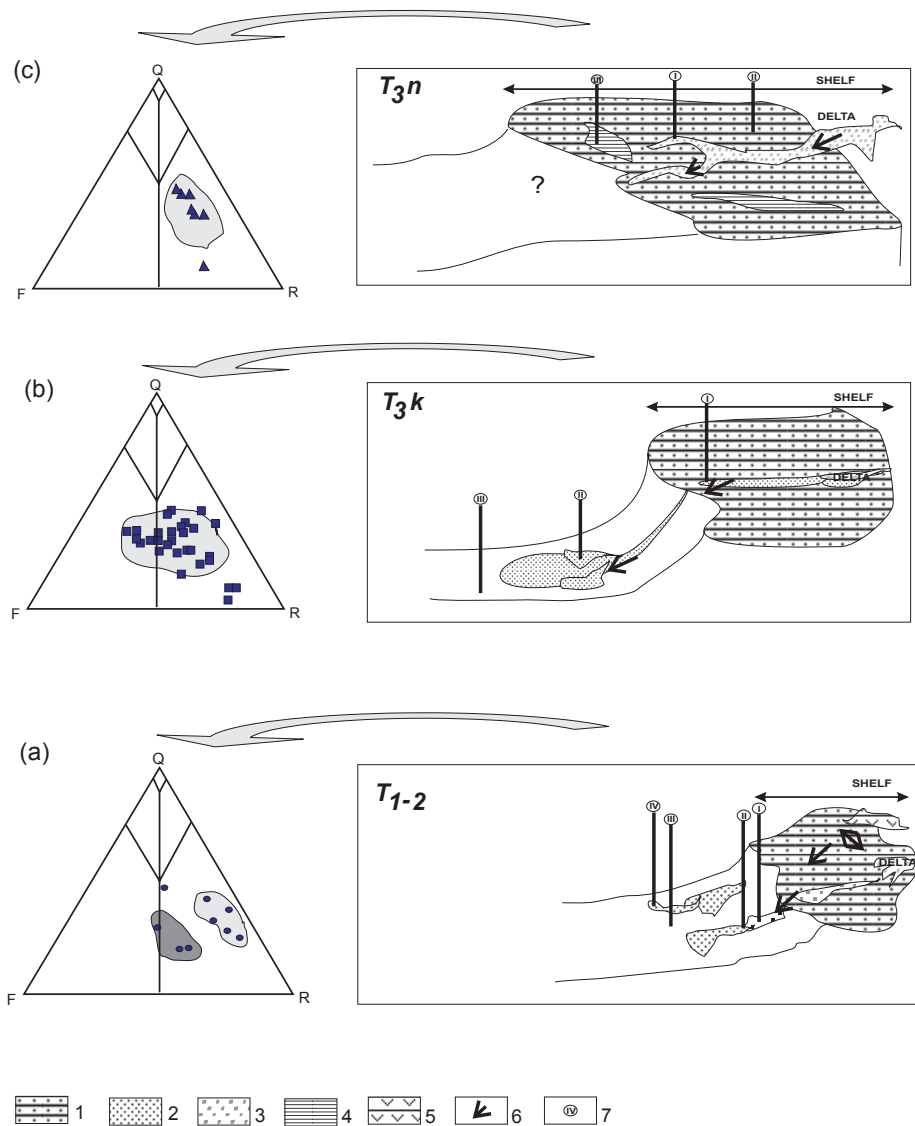 (c)
Q
F
R
T3n
III
I
II
SHELF
DELTA
?
(b)
Q
F
R
T3k
I
SHELF
DELTA
II
III
(a)
Q
F
R
T1-2
SHELF
IV
III
II
I
DELTA
1
2
3
4
5
6
IV
7